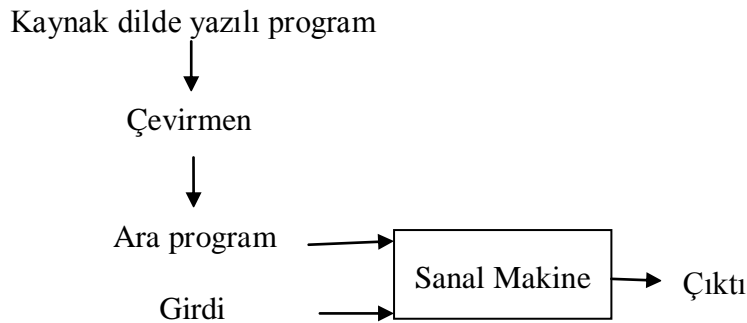 Kaynak dilde yazılı program
Çevirmen
Ara program
Sanal Makine
Çıktı
Girdi